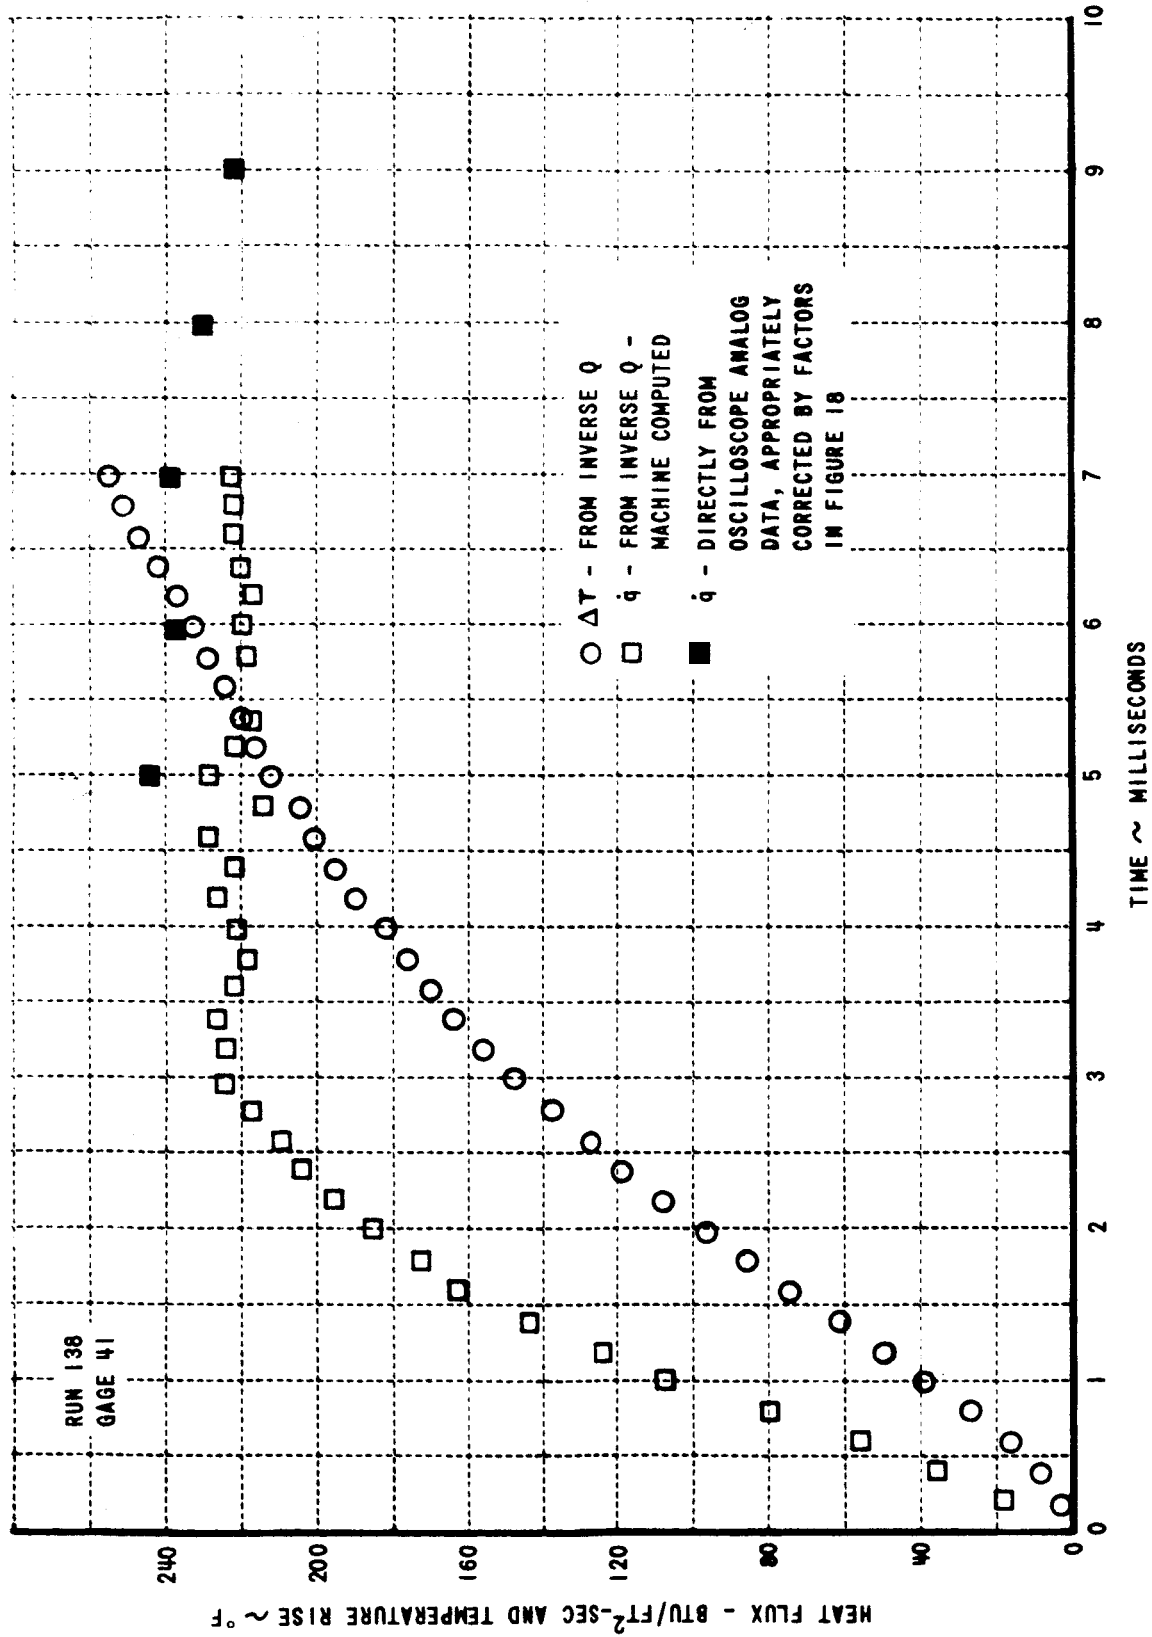 RUN 138
GAGE 41
○ ΔT - FROM INVERSE Q
□ q̇ - FROM INVERSE Q -
MACHINE COMPUTED
■ q̇ - DIRECTLY FROM
OSCILLOSCOPE ANALOG
DATA, APPROPRIATELY
CORRECTED BY FACTORS
IN FIGURE 18
HEAT FLUX - BTU/FT²-SEC AND TEMPERATURE RISE ~ °F
240
200
160
120
80
40
0
0 1 2 3 4 5 6 7 8 9 10
TIME ~ MILLISECONDS